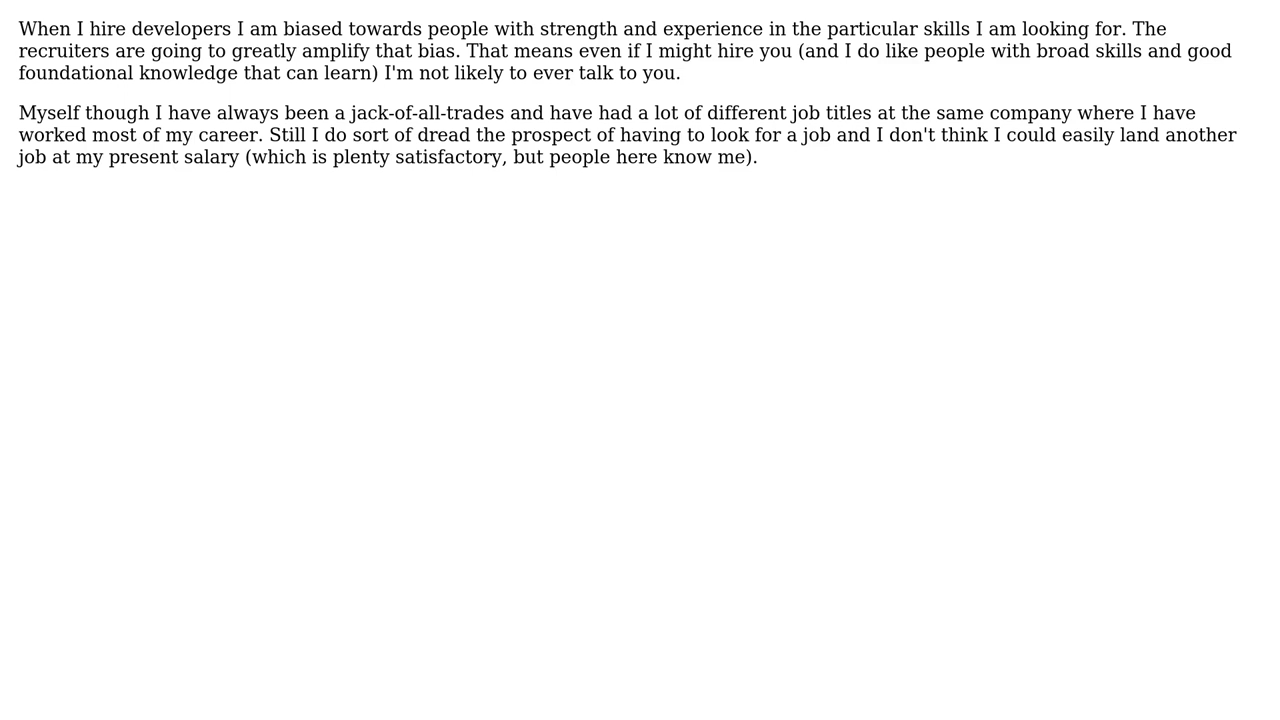 When I hire developers I am biased towards people with strength and experience in the particular skills I am looking for. The
recruiters are going to greatly amplify that bias. That means even if I might hire you (and I do like people with broad skills and good
foundational knowledge that can learn) I'm not likely to ever talk to you.
Myself though I have always been a jack-of-all-trades and have had a lot of different job titles at the same company where I have
worked most of my career. Still I do sort of dread the prospect of having to look for a job and I don't think I could easily land another
job at my present salary (which is plenty satisfactory, but people here know me).